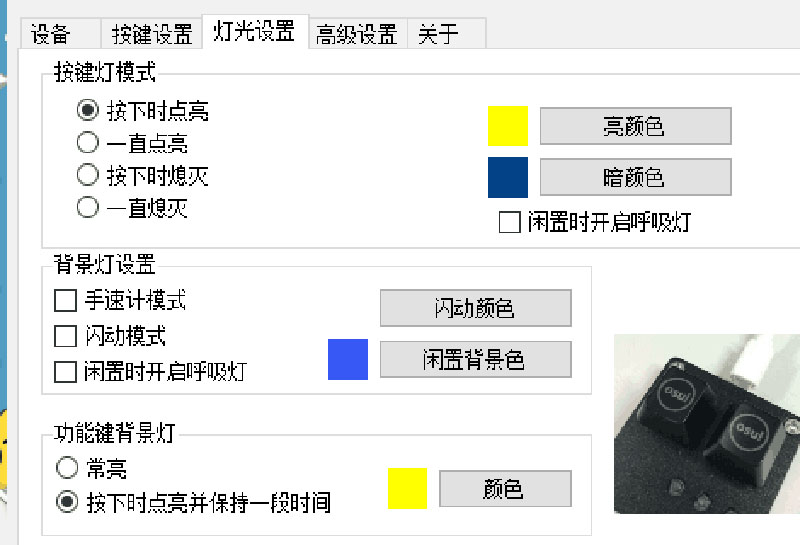 设备 按键设置 灯光设置 高级设置 关于
按键灯模式
按下时点亮
一直点亮
按下时熄灭
一直熄灭
亮颜色
暗颜色
闲置时开启呼吸灯
背景灯设置
手速计模式
闪动模式
闲置时开启呼吸灯
闪动颜色
闲置背景色
功能键背景灯
常亮
按下时点亮并保持一段时间
颜色
osu!
osu!